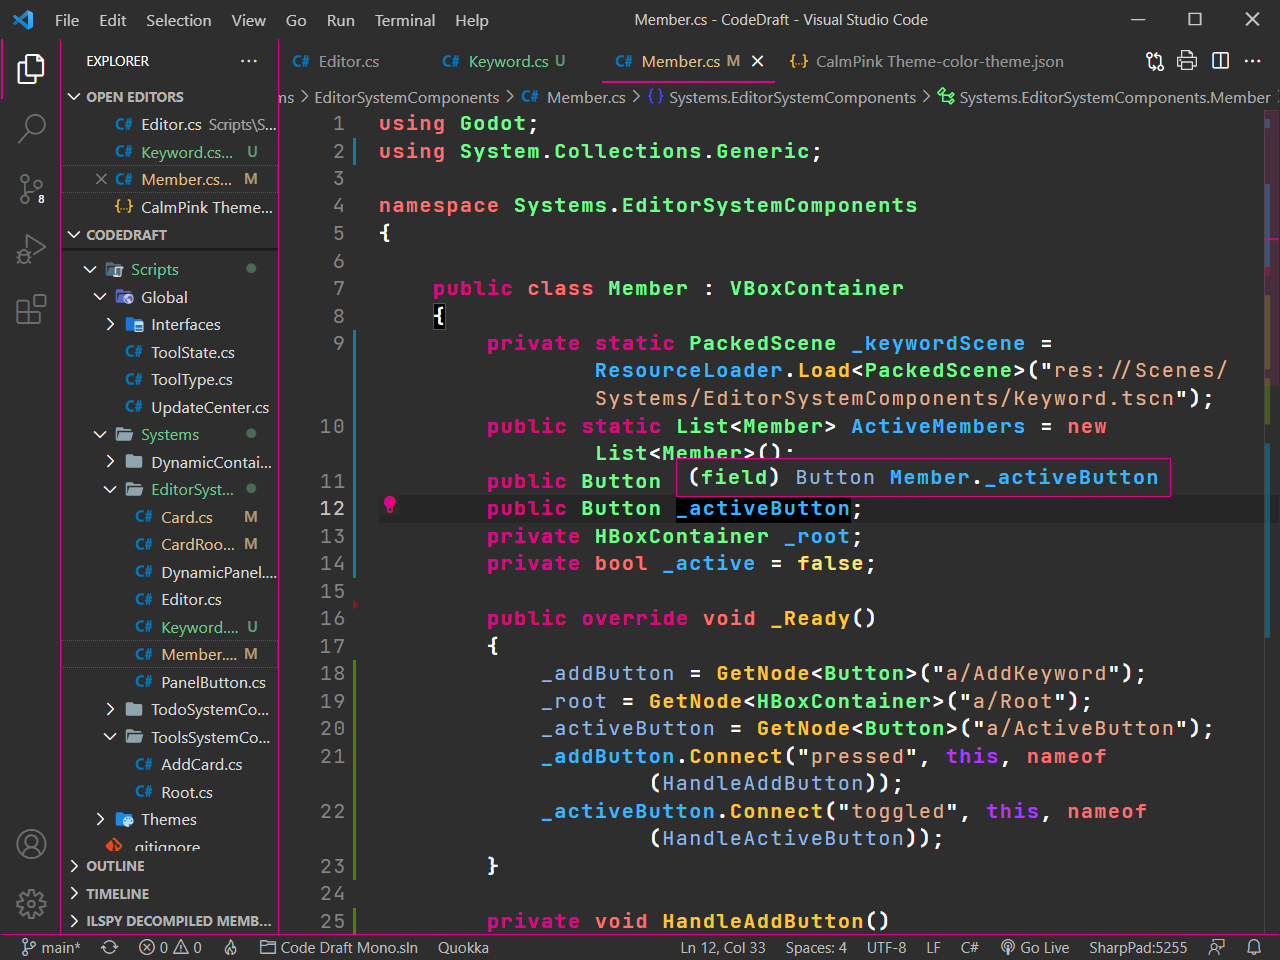 File Edit Selection View Go Run Terminal Help Member.cs - CodeDraft - Visual Studio Code
EXPLORER
C# Editor.cs C# Keyword.cs U C# Member.cs M {·} CalmPink Theme-color-theme.json
ms > EditorSystemComponents > C# Member.cs > {} Systems.EditorSystemComponents > Systems.EditorSystemComponents.Member
OPEN EDITORS
C# Editor.cs Scripts\S...
C# Keyword.cs... U
C# Member.cs... M
{·} CalmPink Theme...
CODEDRAFT
Scripts
Global
Interfaces
C# ToolState.cs
C# ToolType.cs
C# UpdateCenter.cs
Systems
DynamicContai...
EditorSyst...
C# Card.cs M
C# CardRoo... M
C# DynamicPanel....
C# Editor.cs
C# Keyword.... U
C# Member.... M
C# PanelButton.cs
TodoSystemCo...
ToolsSystemCo...
C# AddCard.cs
C# Root.cs
Themes
.gitignore
OUTLINE
TIMELINE
ILSPY DECOMPILED MEMB...
8
1 using Godot;
2 using System.Collections.Generic;
3
4 namespace Systems.EditorSystemComponents
5 {
6
7 public class Member : VBoxContainer
8 {
9 private static PackedScene _keywordScene =
ResourceLoader.Load<PackedScene>("res://Scenes/
Systems/EditorSystemComponents/Keyword.tscn");
10 public static List<Member> ActiveMembers = new
List<Member>();
11 public Button
(field) Button Member._activeButton
12 public Button _activeButton;
13 private HBoxContainer _root;
14 private bool _active = false;
15
16 public override void _Ready()
17 {
18 _addButton = GetNode<Button>("a/AddKeyword");
19 _root = GetNode<HBoxContainer>("a/Root");
20 _activeButton = GetNode<Button>("a/ActiveButton");
21 _addButton.Connect("pressed", this, nameof
(HandleAddButton));
22 _activeButton.Connect("toggled", this, nameof
(HandleActiveButton));
23 }
24
25 private void HandleAddButton()
main* 0 0 Code Draft Mono.sln Quokka Ln 12, Col 33 Spaces: 4 UTF-8 LF C# Go Live SharpPad:5255